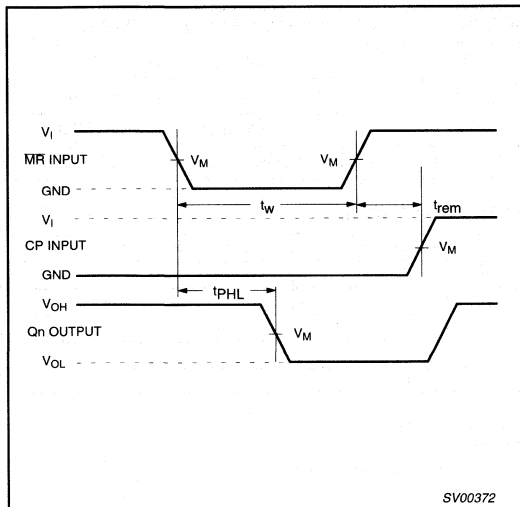 V_I
MR INPUT V_M V_M
GND
t_W t_rem
V_I
CP INPUT V_M
GND
t_PHL
V_OH
Qn OUTPUT V_M
V_OL
SV00372